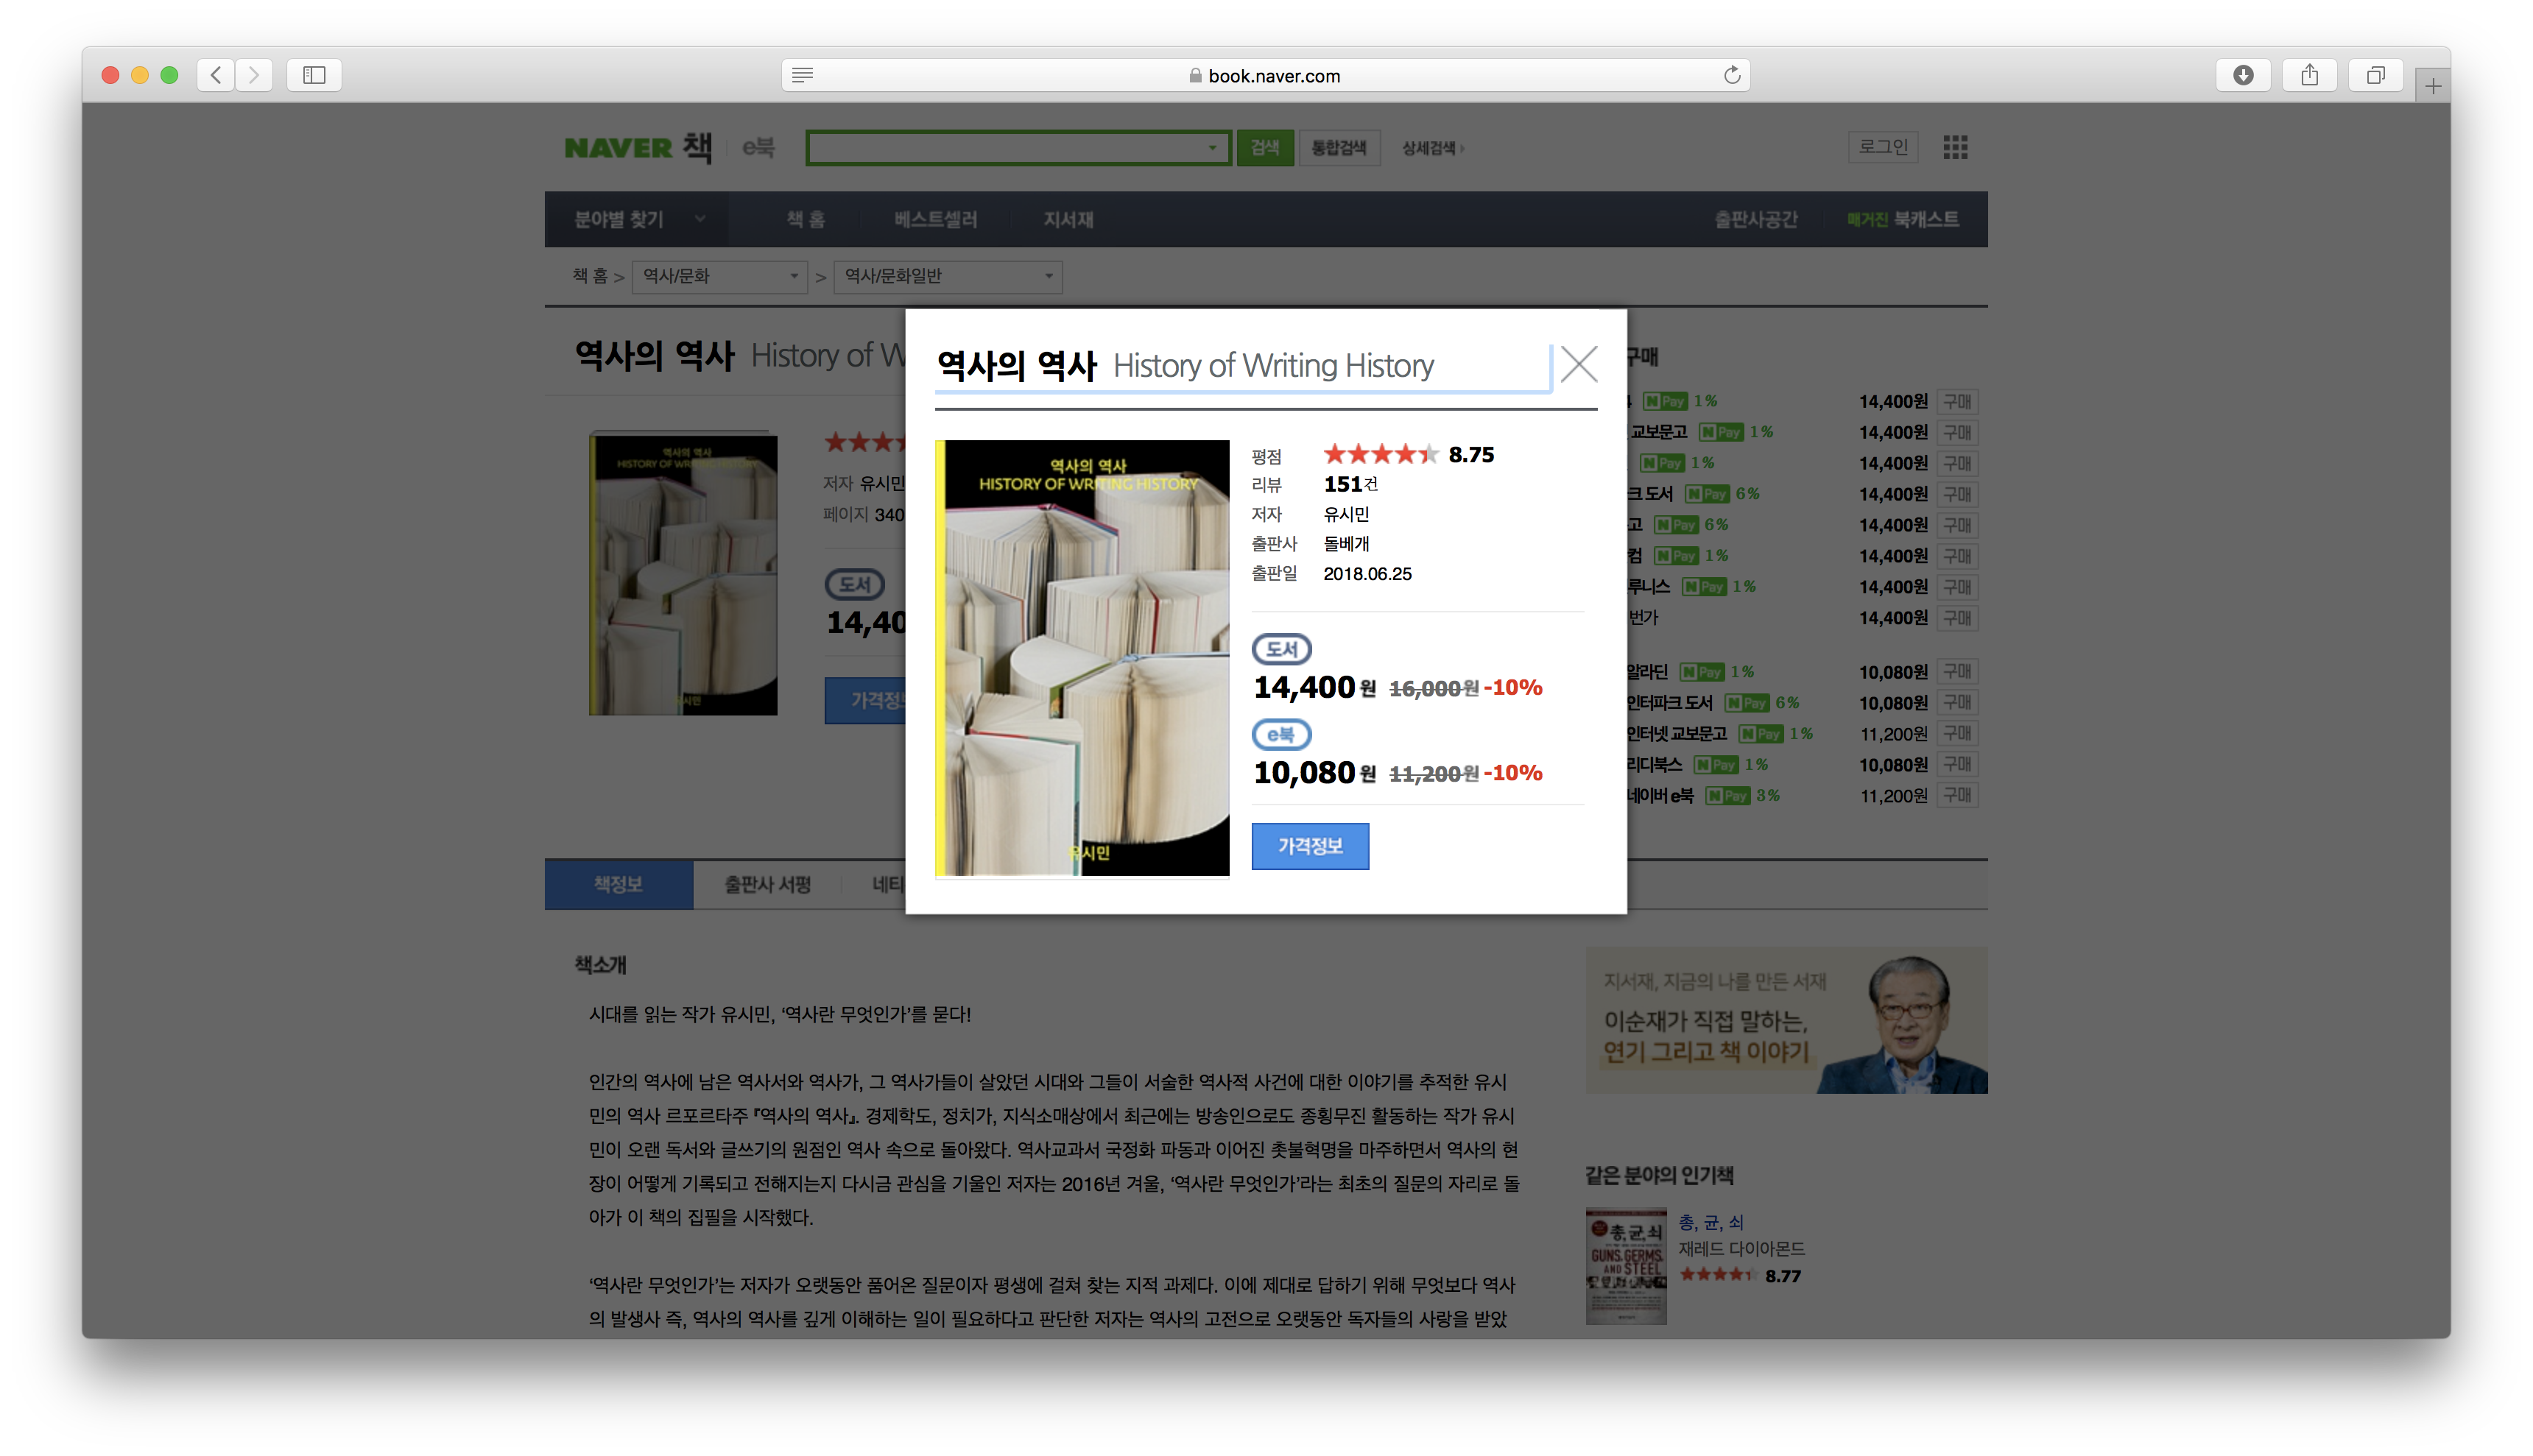 book.naver.com
NAVER 책 e북 검색 통합검색 상세검색 로그인
분야별 찾기 책 홈 베스트셀러 지서재 출판사공간 매거진 북캐스트
책 홈 > 역사/문화 > 역사/문화일반
역사의 역사 History of W
저자 유시민
페이지 340
도서
14,40
역사의 역사
HISTORY OF WRITING HISTORY
역사의 역사 History of Writing History
역사의 역사
HISTORY OF WRITING HISTORY
유시민
평점 8.75
리뷰 151건
저자 유시민
출판사 돌베개
출판일 2018.06.25
도서
14,400원 16,000원 -10%
e북
10,080원 11,200원 -10%
가격정보
구매
4 N Pay 1% 14,400원 구매
교보문고 N Pay 1% 14,400원 구매
N Pay 1% 14,400원 구매
크 도서 N Pay 6% 14,400원 구매
고 N Pay 6% 14,400원 구매
컴 N Pay 1% 14,400원 구매
루니스 N Pay 1% 14,400원 구매
번가 14,400원 구매
알라딘 N Pay 1% 10,080원 구매
인터파크 도서 N Pay 6% 10,080원 구매
인터넷 교보문고 N Pay 1% 11,200원 구매
리디북스 N Pay 1% 10,080원 구매
네이버 e북 N Pay 3% 11,200원 구매
책정보 출판사 서평 네티
책소개
시대를 읽는 작가 유시민, ‘역사란 무엇인가’를 묻다!
인간의 역사에 남은 역사서와 역사가, 그 역사가들이 살았던 시대와 그들이 서술한 역사적 사건에 대한 이야기를 추적한 유시
민의 역사 르포르타주 『역사의 역사』. 경제학도, 정치가, 지식소매상에서 최근에는 방송인으로도 종횡무진 활동하는 작가 유시
민이 오랜 독서와 글쓰기의 원점인 역사 속으로 돌아왔다. 역사교과서 국정화 파동과 이어진 촛불혁명을 마주하면서 역사의 현
장이 어떻게 기록되고 전해지는지 다시금 관심을 기울인 저자는 2016년 겨울, ‘역사란 무엇인가’라는 최초의 질문의 자리로 돌
아가 이 책의 집필을 시작했다.
‘역사란 무엇인가’는 저자가 오랫동안 품어온 질문이자 평생에 걸쳐 찾는 지적 과제다. 이에 제대로 답하기 위해 무엇보다 역사
의 발생사 즉, 역사의 역사를 깊게 이해하는 일이 필요하다고 판단한 저자는 역사의 고전으로 오랫동안 독자들의 사랑을 받았
지서재, 지금의 나를 만든 서재
이순재가 직접 말하는,
연기 그리고 책 이야기
같은 분야의 인기책
총, 균, 쇠
GUNS, GERMS,
AND STEEL
총, 균, 쇠
재레드 다이아몬드
8.77